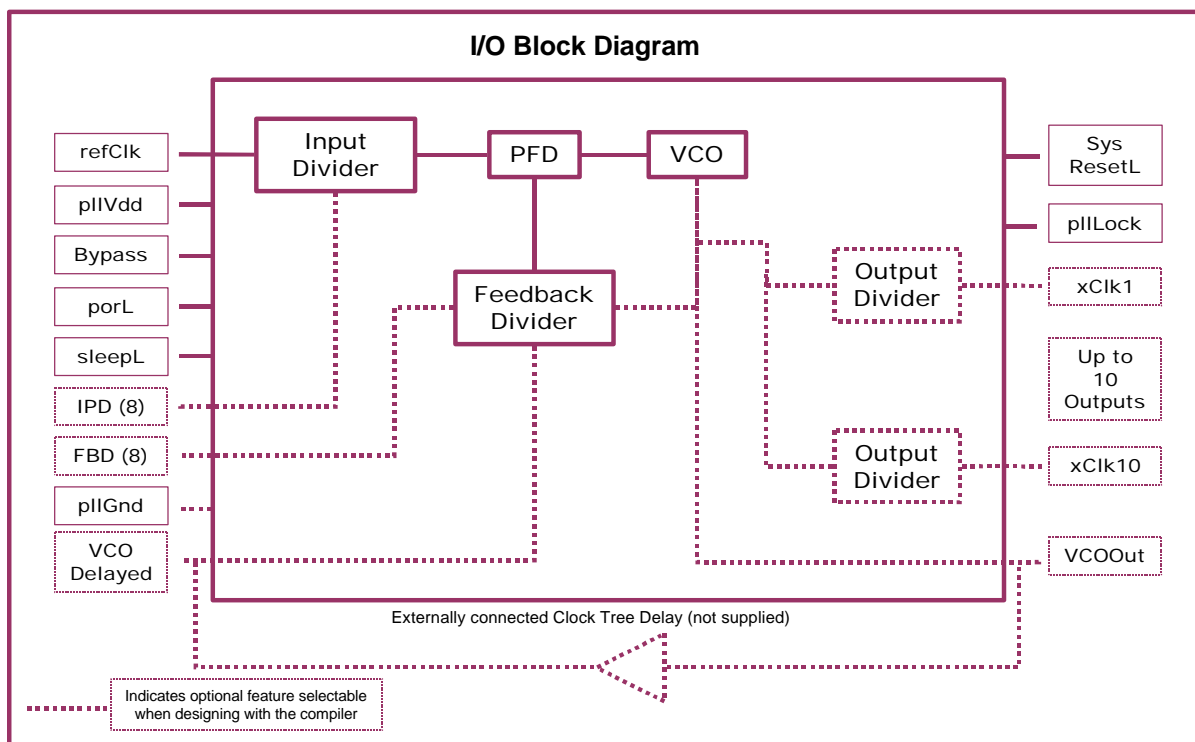 I/O Block Diagram
refClk
pllVdd
Bypass
porL
sleepL
IPD (8)
FBD (8)
pllGnd
VCO
Delayed
Input
Divider
PFD
VCO
Feedback
Divider
Output
Divider
Output
Divider
Sys
ResetL
pllLock
xClk1
Up to
10
Outputs
xClk10
VCOOut
Externally connected Clock Tree Delay (not supplied)
Indicates optional feature selectable
when designing with the compiler